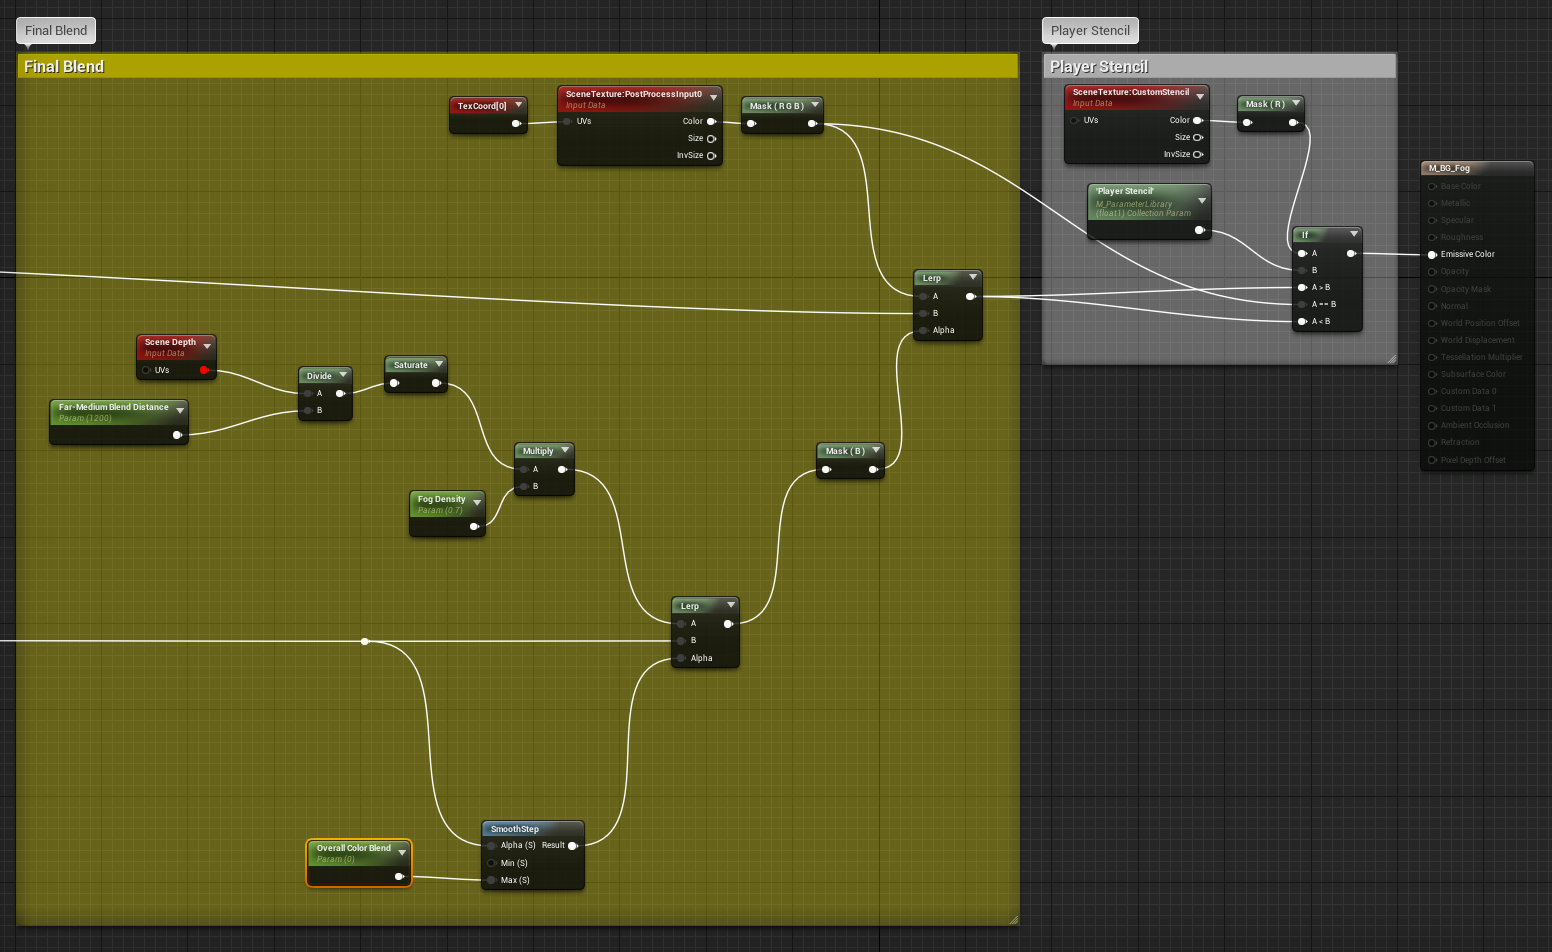 Final Blend
Player Stencil
Final Blend
TexCoord[0]
SceneTexture:PostProcessInput0
Input Data
UVs
Color
Size
InvSize
Mask ( R G B )
Lerp
A
B
Alpha
Scene Depth
Input Data
UVs
Far-Medium Blend Distance
Param (1200)
Divide
A
B
Saturate
Multiply
A
B
Fog Density
Param (0.7)
Mask ( B )
Lerp
A
B
Alpha
SmoothStep
Alpha (S) Result
Min (S)
Max (S)
Overall Color Blend
Param (0)
Player Stencil
SceneTexture:CustomStencil
Input Data
UVs
Color
Size
InvSize
Mask ( R )
'Player Stencil'
M_ParameterLibrary
(float1) Collection Param
If
A
B
A > B
A == B
A < B
M_BG_Fog
Base Color
Metallic
Specular
Roughness
Emissive Color
Opacity
Opacity Mask
Normal
World Position Offset
World Displacement
Tessellation Multiplier
Subsurface Color
Custom Data 0
Custom Data 1
Ambient Occlusion
Refraction
Pixel Depth Offset